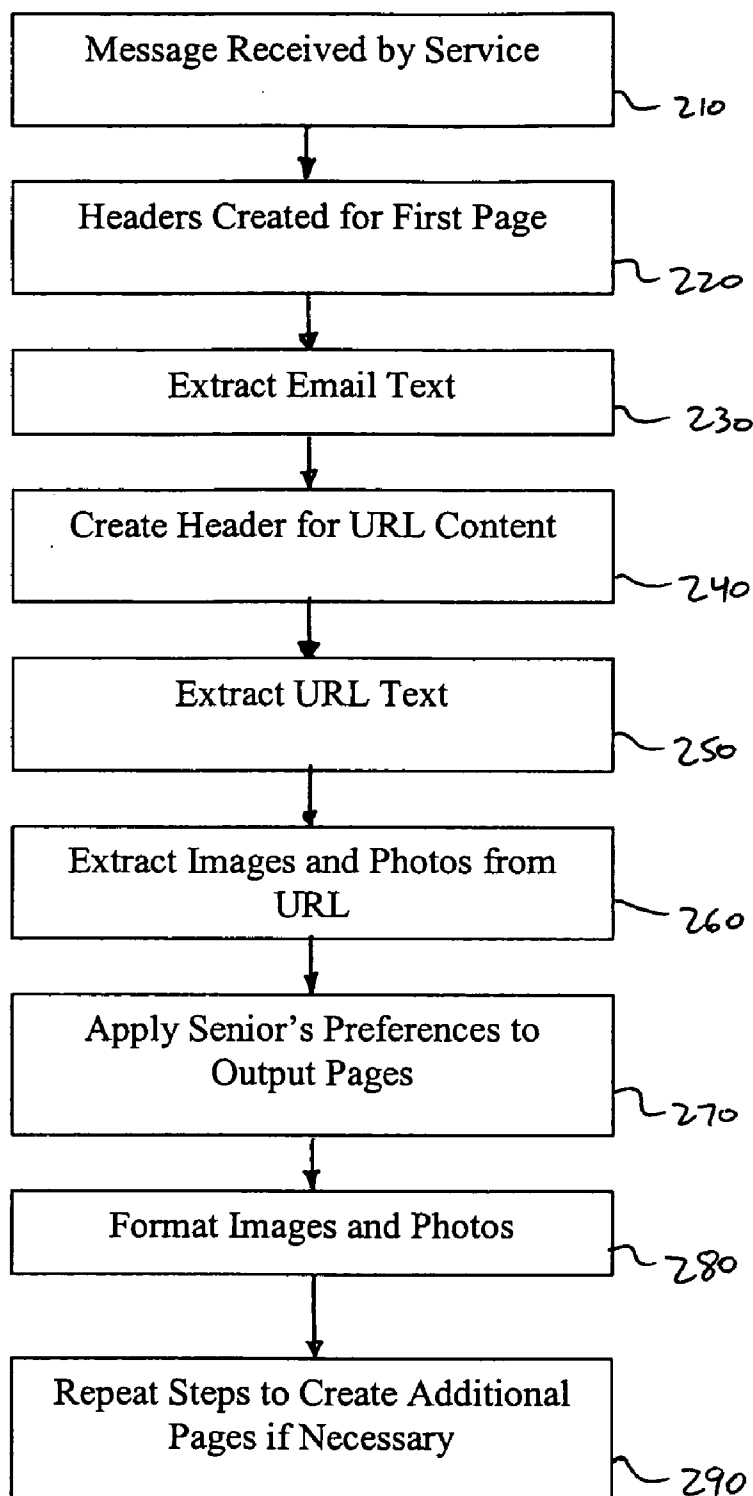 Message Received by Service
210
Headers Created for First Page
220
Extract Email Text
230
Create Header for URL Content
240
Extract URL Text
250
Extract Images and Photos from
URL
260
Apply Senior's Preferences to
Output Pages
270
Format Images and Photos
280
Repeat Steps to Create Additional
Pages if Necessary
290